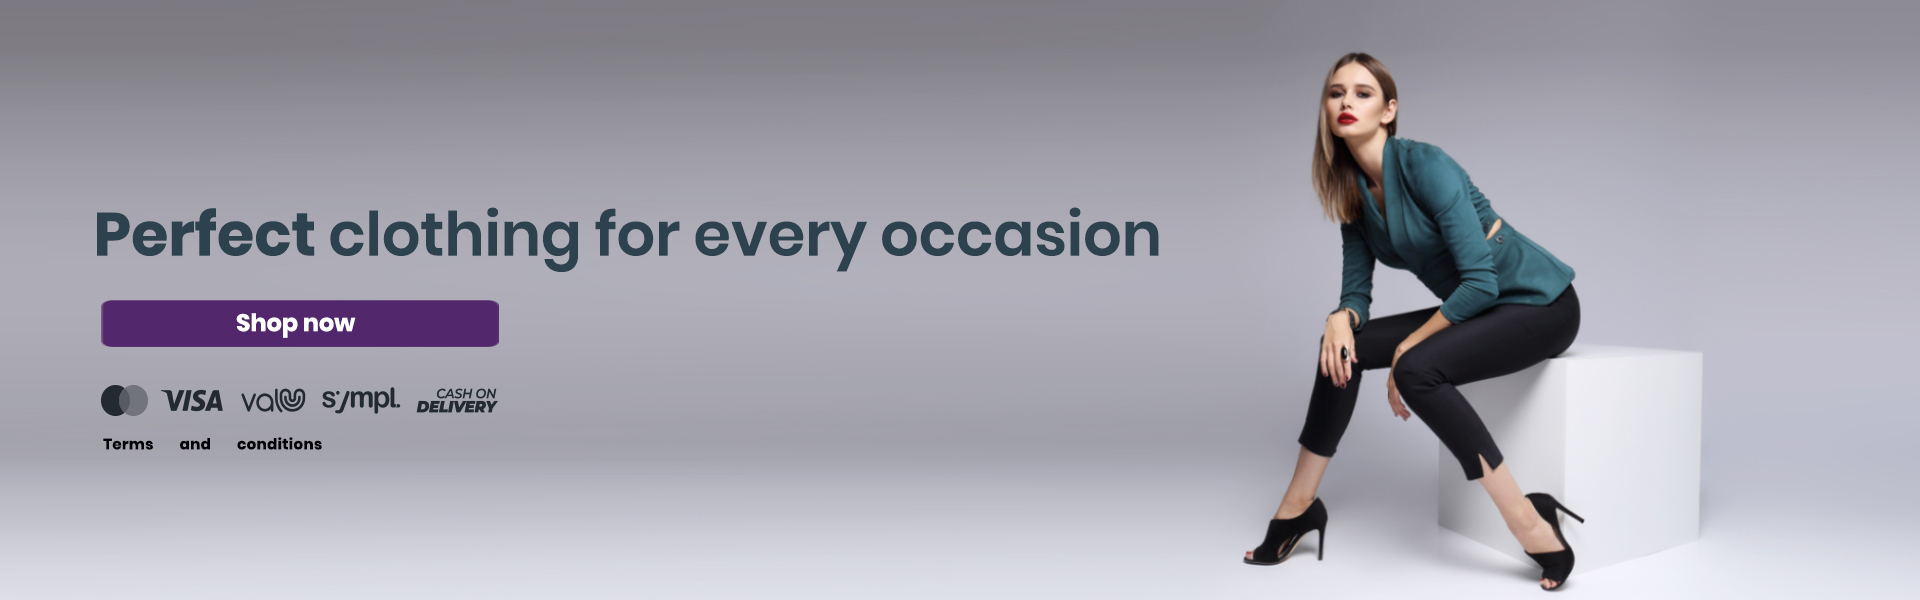 Perfect clothing for every occasion
Shop now
VISA valU sympl. CASH ON DELIVERY
Terms and conditions